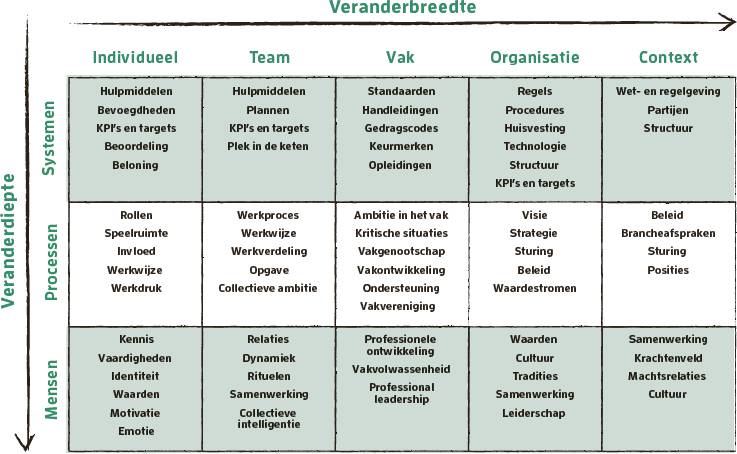 Veranderbreedte
Individueel
Team
Vak
Organisatie
Context
Veranderdiepte
Systemen
Hulpmiddelen
Bevoegdheden
KPI's en targets
Beoordeling
Beloning
Hulpmiddelen
Plannen
KPI's en targets
Plek in de keten
Standaarden
Handleidingen
Gedragscodes
Keurmerken
Opleidingen
Regels
Procedures
Huisvesting
Technologie
Structuur
KPI's en targets
Wet- en regelgeving
Partijen
Structuur
Processen
Rollen
Speelruimte
Invloed
Werkwijze
Werkdruk
Werkproces
Werkwijze
Werkverdeling
Opgave
Collectieve ambitie
Ambitie in het vak
Kritische situaties
Vakgenootschap
Vakontwikkeling
Ondersteuning
Vakvereniging
Visie
Strategie
Sturing
Beleid
Waardestromen
Beleid
Brancheafspraken
Sturing
Posities
Mensen
Kennis
Vaardigheden
Identiteit
Waarden
Motivatie
Emotie
Relaties
Dynamiek
Rituelen
Samenwerking
Collectieve
intelligentie
Professionele
ontwikkeling
Vakvolwassenheid
Professional
leadership
Waarden
Cultuur
Tradities
Samenwerking
Leiderschap
Samenwerking
Krachtenveld
Machtsrelaties
Cultuur